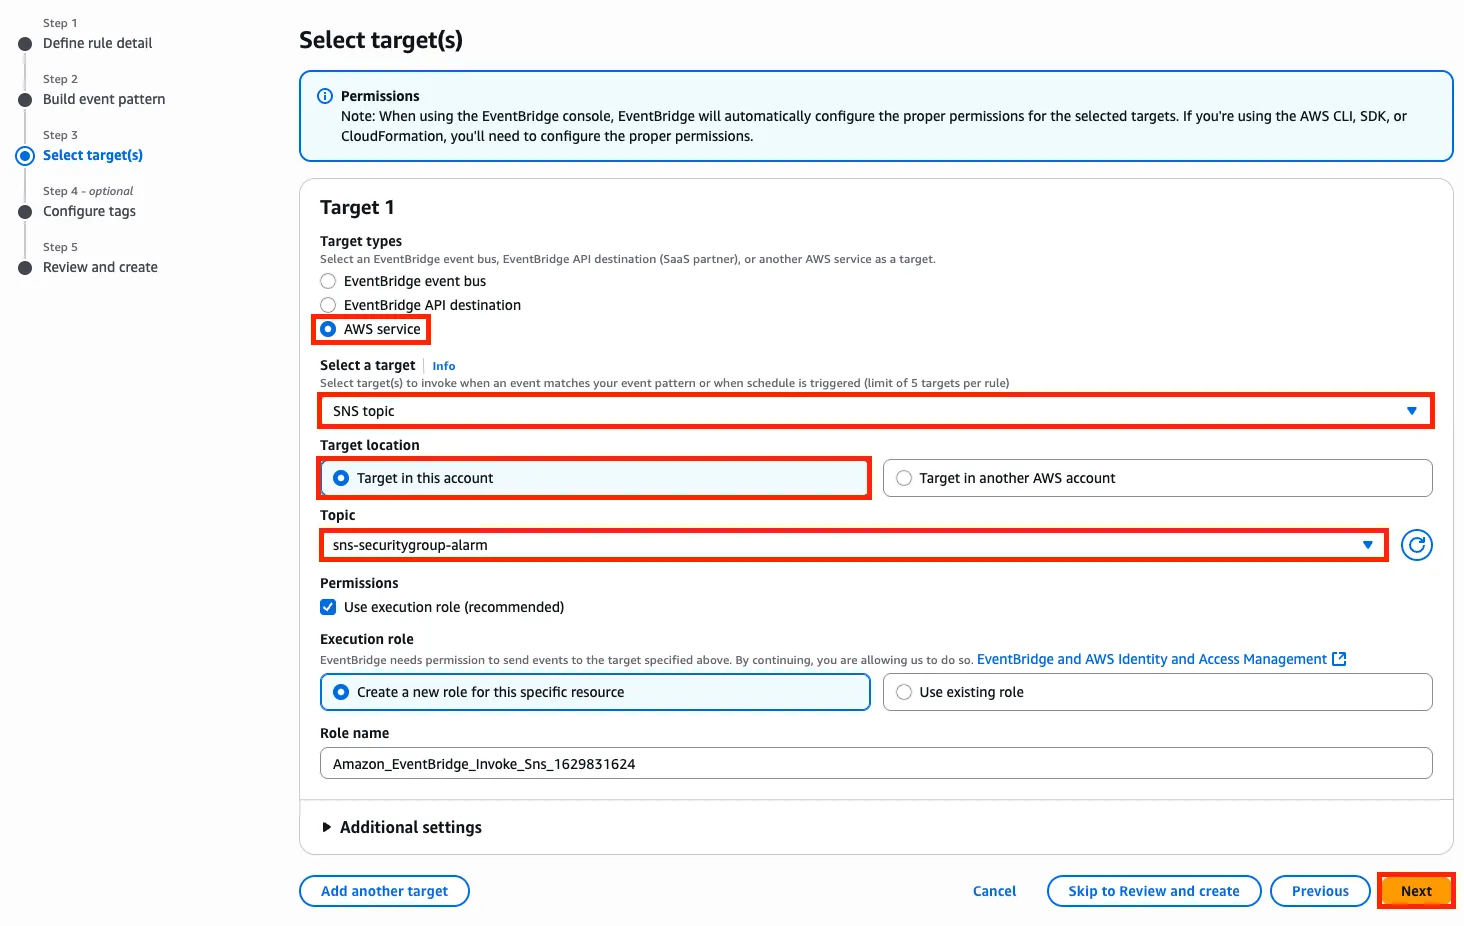 Step 1
Define rule detail
Step 2
Build event pattern
Step 3
Select target(s)
Step 4 - optional
Configure tags
Step 5
Review and create
Select target(s)
Permissions
Note: When using the EventBridge console, EventBridge will automatically configure the proper permissions for the selected targets. If you're using the AWS CLI, SDK, or
CloudFormation, you'll need to configure the proper permissions.
Target 1
Target types
Select an EventBridge event bus, EventBridge API destination (SaaS partner), or another AWS service as a target.
EventBridge event bus
EventBridge API destination
AWS service
Select a target Info
Select target(s) to invoke when an event matches your event pattern or when schedule is triggered (limit of 5 targets per rule)
SNS topic
Target location
Target in this account
Target in another AWS account
Topic
sns-securitygroup-alarm
Permissions
Use execution role (recommended)
Execution role
EventBridge needs permission to send events to the target specified above. By continuing, you are allowing us to do so. EventBridge and AWS Identity and Access Management
Create a new role for this specific resource
Use existing role
Role name
Amazon_EventBridge_Invoke_Sns_1629831624
Additional settings
Add another target
Cancel
Skip to Review and create
Previous
Next